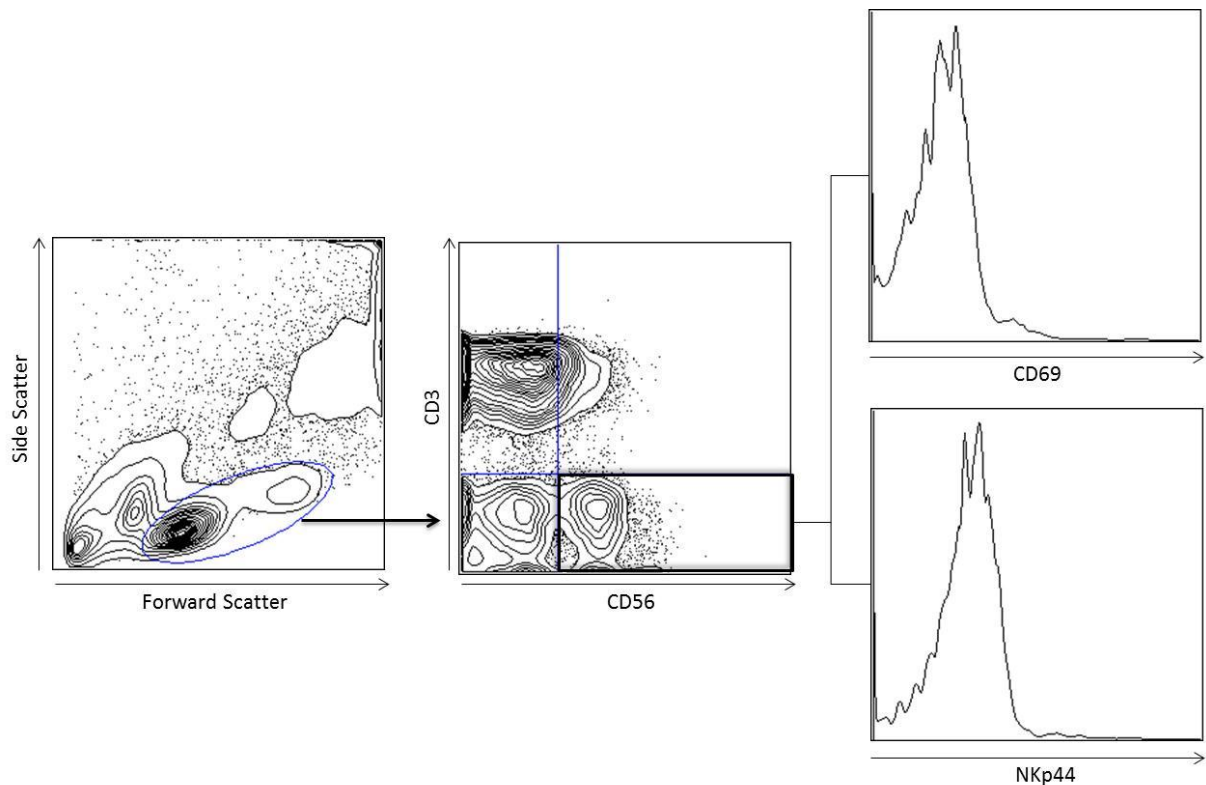 Side Scatter
Forward Scatter
CD3
CD56
CD69
NKp44